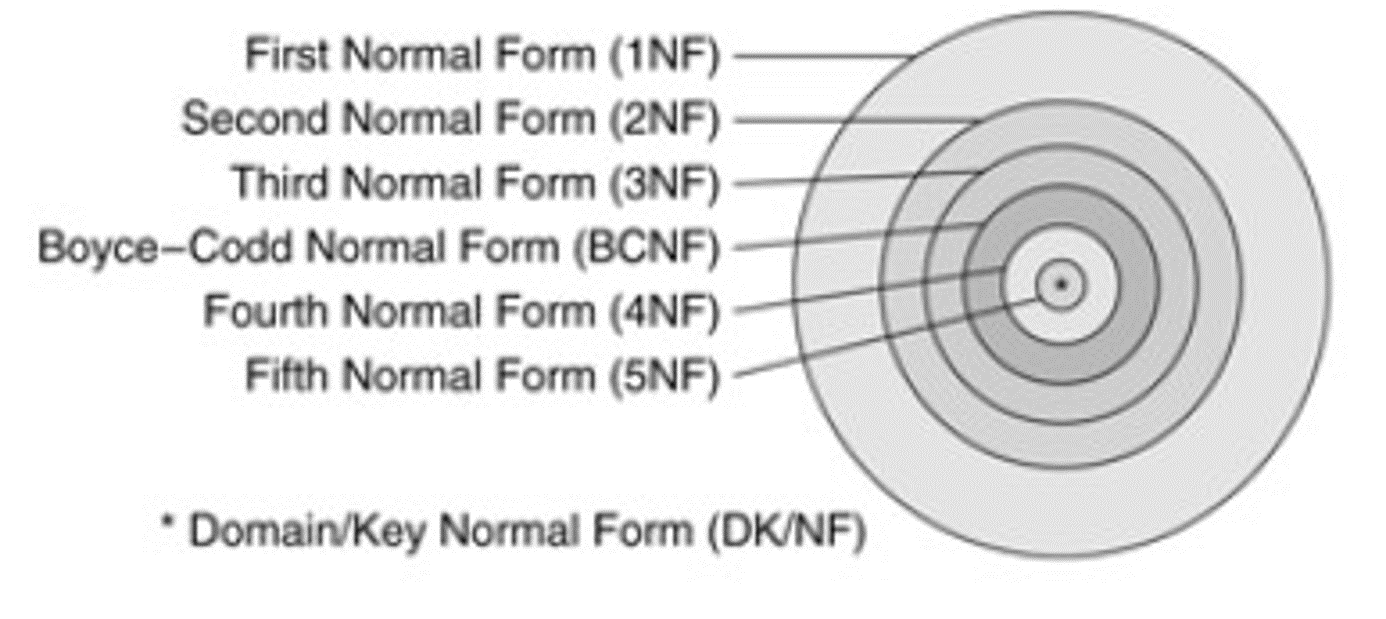 First Normal Form (1NF)
Second Normal Form (2NF)
Third Normal Form (3NF)
Boyce–Codd Normal Form (BCNF)
Fourth Normal Form (4NF)
Fifth Normal Form (5NF)
* Domain/Key Normal Form (DK/NF)